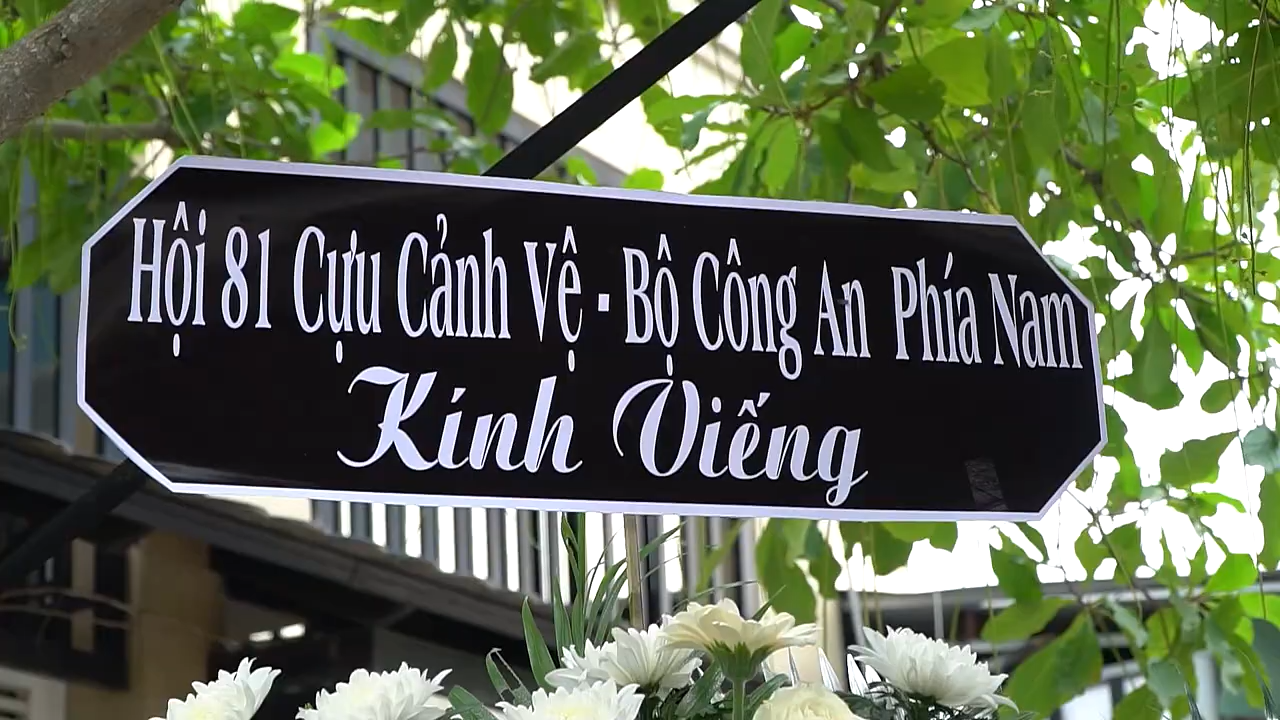 Hội 81 Cựu Cảnh Vệ - Bộ Công An Phía Nam
Kính Viếng